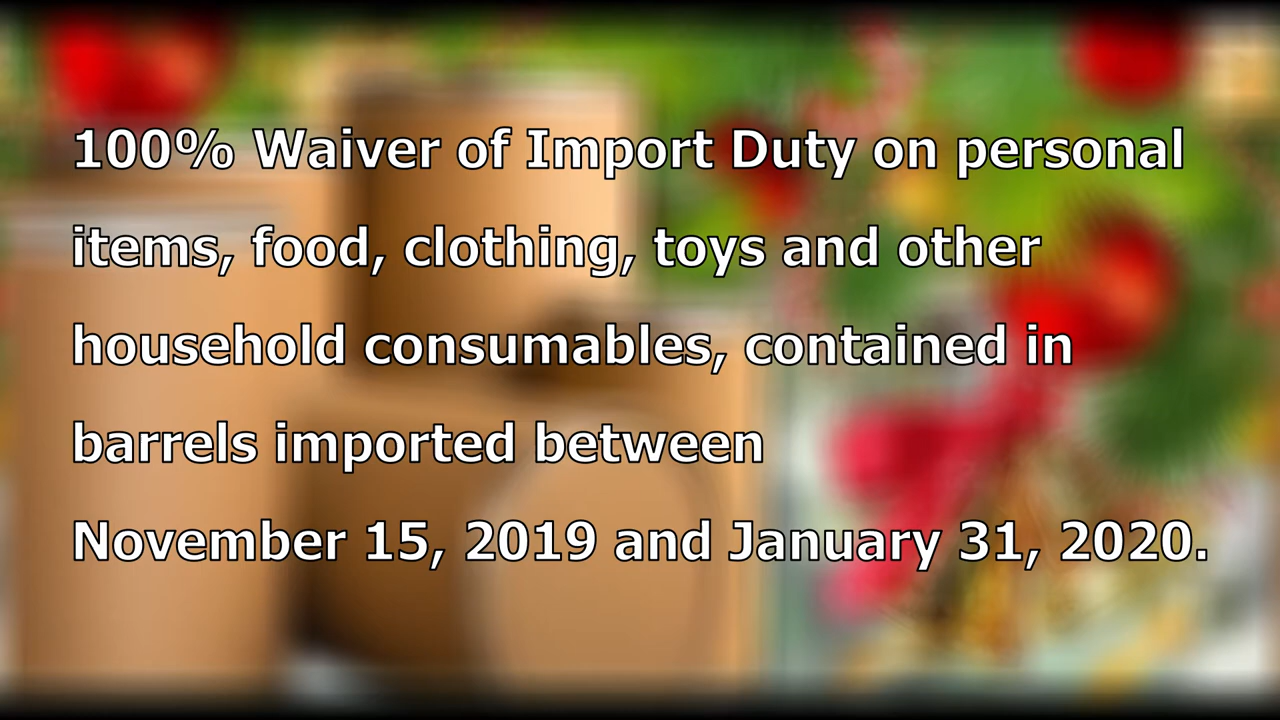 100% Waiver of Import Duty on personal
items, food, clothing, toys and other
household consumables, contained in
barrels imported between
November 15, 2019 and January 31, 2020.